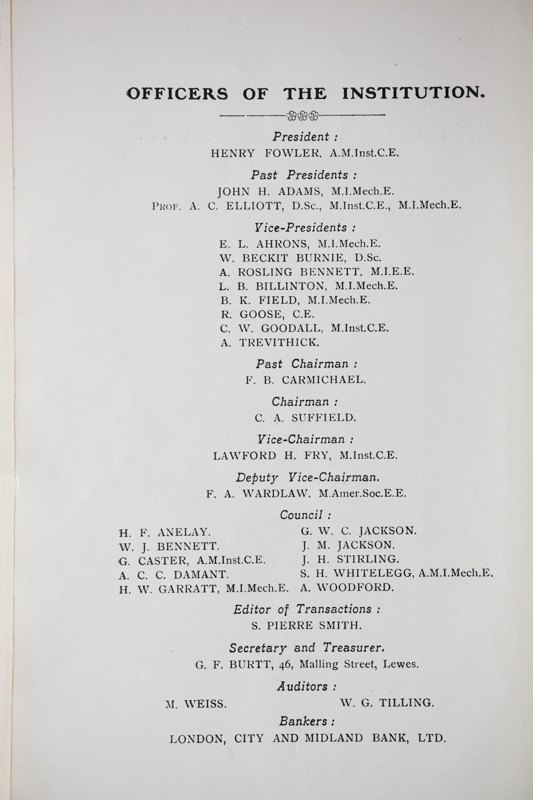 OFFICERS OF THE INSTITUTION.
President :
HENRY FOWLER, A.M.Inst.C.E.
Past Presidents :
JOHN H. ADAMS, M.I.Mech.E.
PROF. A. C. ELLIOTT, D.Sc., M.Inst.C.E., M.I.Mech.E.
Vice-Presidents :
E. L. AHRONS, M.I.Mech.E.
W. BECKIT BURNIE, D.Sc.
A. ROSLING BENNETT, M.I.E.E.
L. B. BILLINTON, M.I.Mech.E.
B. K. FIELD, M.I.Mech.E.
R. GOOSE, C.E.
C. W. GOODALL, M.Inst.C.E.
A. TREVITHICK.
Past Chairman :
F. B. CARMICHAEL.
Chairman :
C. A. SUFFIELD.
Vice-Chairman :
LAWFORD H. FRY, M.Inst.C.E.
Deputy Vice-Chairman.
F. A. WARDLAW, M.Amer.Soc.E.E.
Council :
H. F. ANELAY.
W. J. BENNETT.
G. CASTER, A.M.Inst.C.E.
A. C. C. DAMANT.
H. W. GARRATT, M.I.Mech.E.
G. W. C. JACKSON.
J. M. JACKSON.
J. H. STIRLING.
S. H. WHITELEGG, A.M.I.Mech.E.
A. WOODFORD.
Editor of Transactions :
S. PIERRE SMITH.
Secretary and Treasurer.
G. F. BURTT, 46, Malling Street, Lewes.
Auditors :
M. WEISS. W. G. TILLING.
Bankers :
LONDON, CITY AND MIDLAND BANK, LTD.